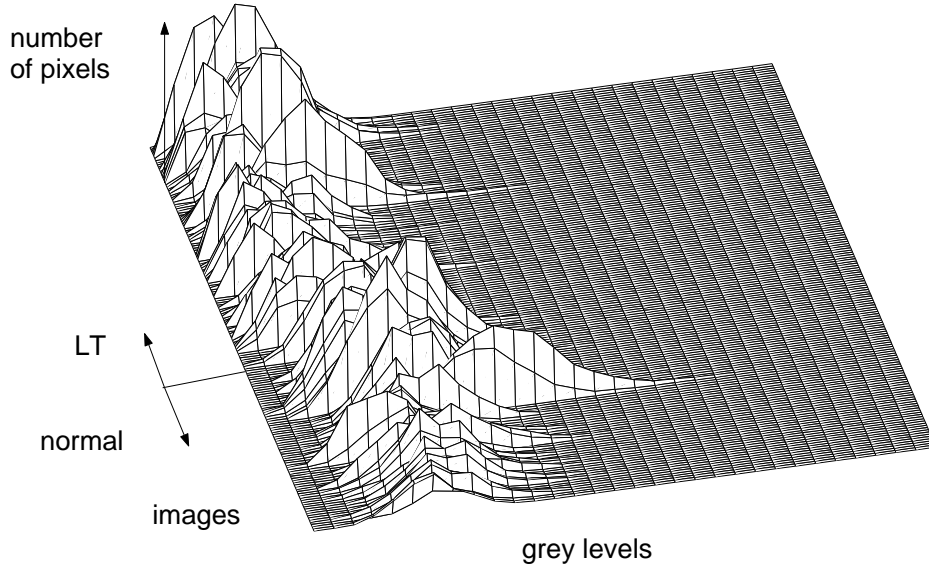 number
of pixels
LT
normal
images
grey levels